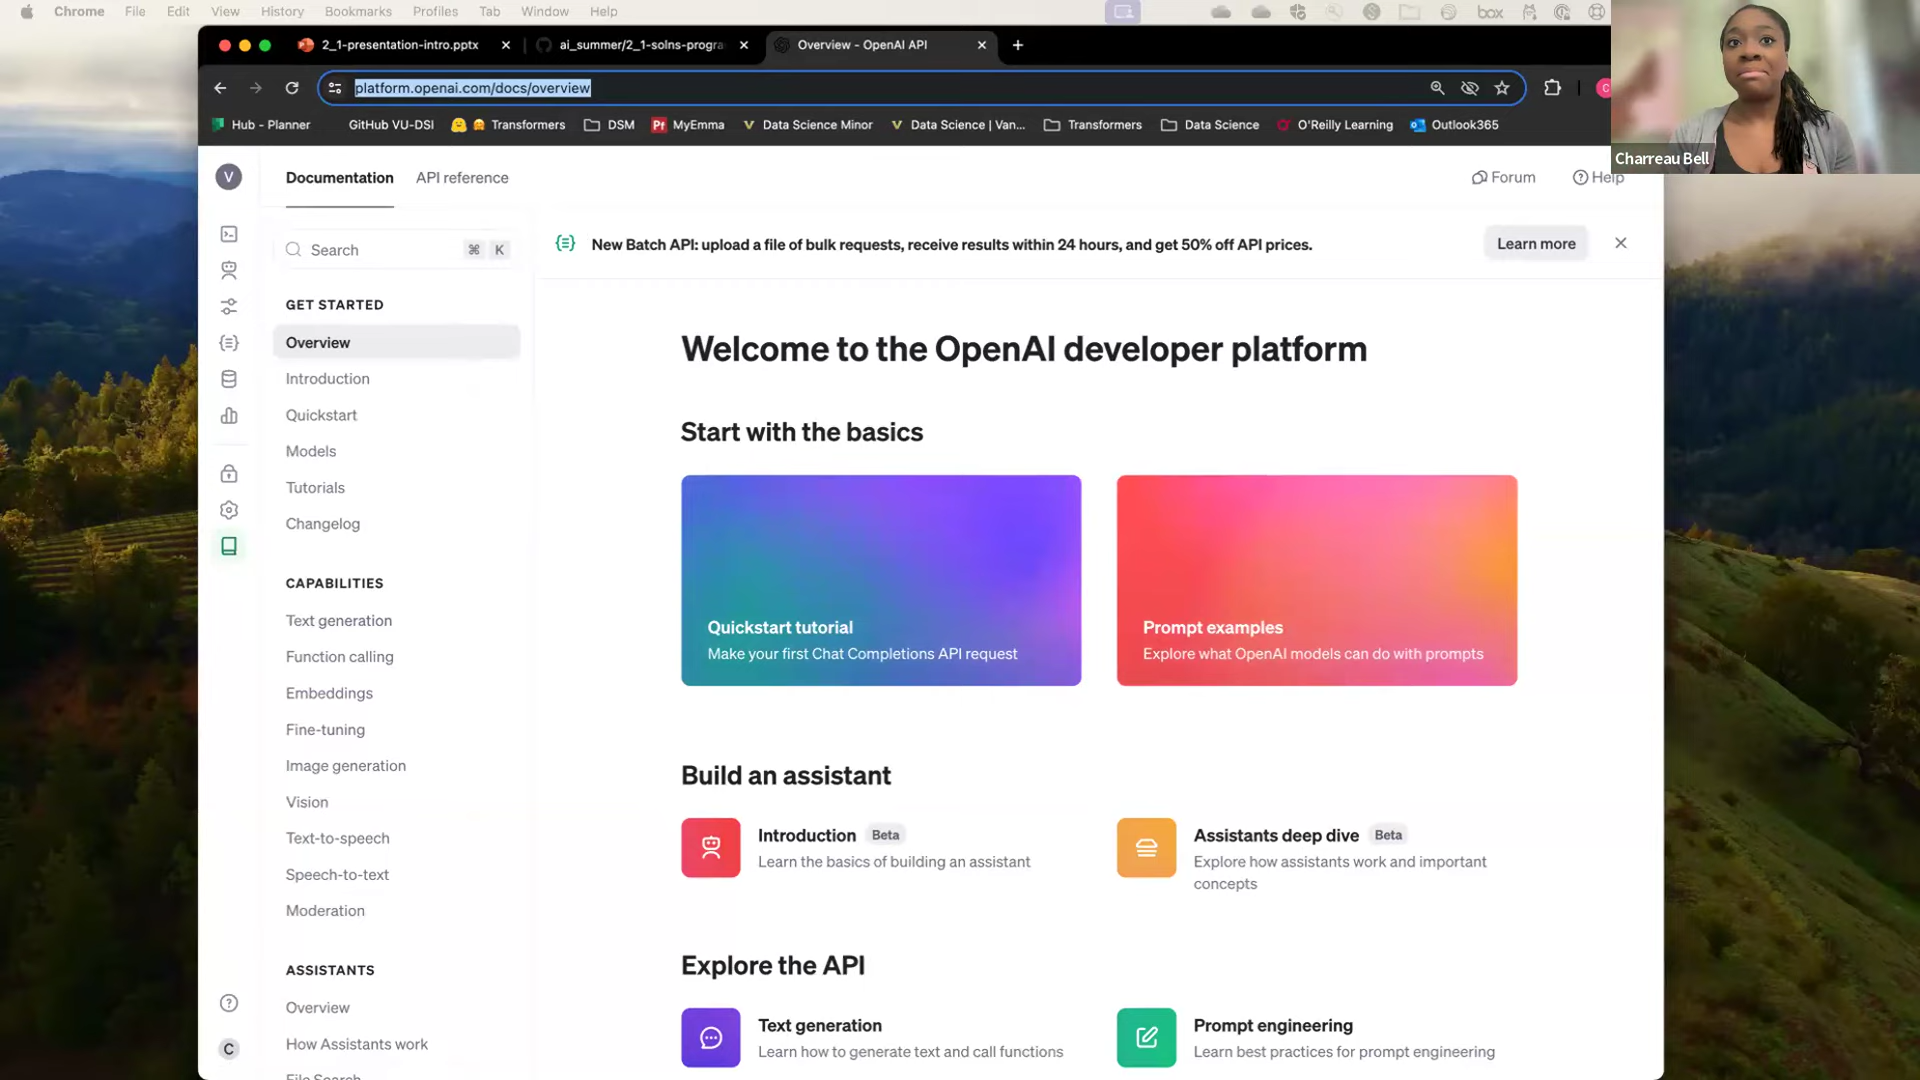 Chrome File Edit View History Bookmarks Profiles Tab Window Help
box
2_1-presentation-intro.pptx
ai_summer/2_1-solns-progra
Overview - OpenAI API
platform.openai.com/docs/overview
Hub - Planner
GitHub VU-DSI
Transformers
DSM
Pt MyEmma
Data Science Minor
Data Science | Van...
Transformers
Data Science
O'Reilly Learning
Outlook365
Charreau Bell
V
Documentation
API reference
Forum
Help
Search
⌘ K
New Batch API: upload a file of bulk requests, receive results within 24 hours, and get 50% off API prices.
Learn more
GET STARTED
Overview
Introduction
Quickstart
Models
Tutorials
Changelog
CAPABILITIES
Text generation
Function calling
Embeddings
Fine-tuning
Image generation
Vision
Text-to-speech
Speech-to-text
Moderation
ASSISTANTS
Overview
How Assistants work
File Search
C
Welcome to the OpenAI developer platform
Start with the basics
Quickstart tutorial
Make your first Chat Completions API request
Prompt examples
Explore what OpenAI models can do with prompts
Build an assistant
Introduction Beta
Learn the basics of building an assistant
Assistants deep dive Beta
Explore how assistants work and important
concepts
Explore the API
Text generation
Learn how to generate text and call functions
Prompt engineering
Learn best practices for prompt engineering